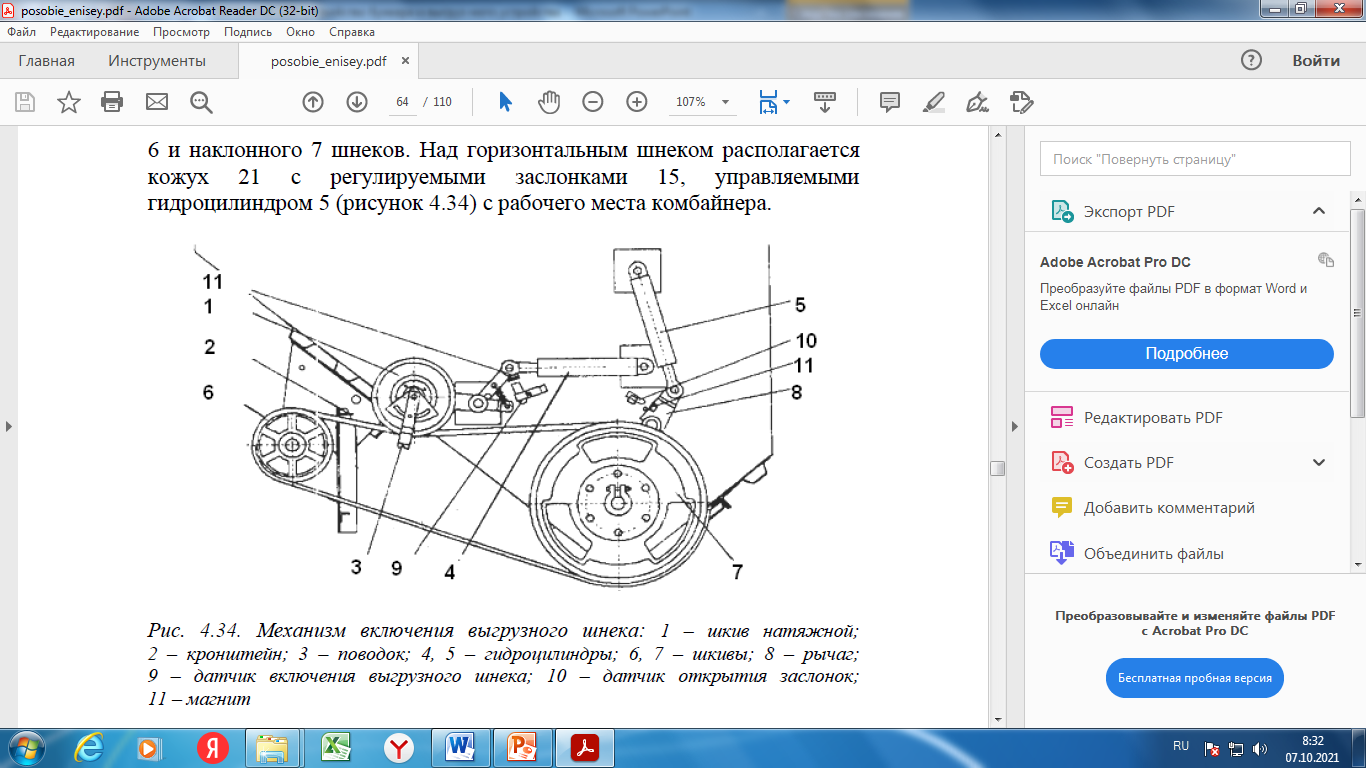 posobie_enisey.pdf - Adobe Acrobat Reader DC (32-bit)
Файл Редактирование Просмотр Подпись Окно Справка
Главная Инструменты posobie_enisey.pdf × ? Войти
64 / 110 107%
6 и наклонного 7 шнеков. Над горизонтальным шнеком располагается
кожух 21 с регулируемыми заслонками 15, управляемыми
гидроцилиндром 5 (рисунок 4.34) с рабочего места комбайнера.
11
1
2
6
5
10
11
8
3 9 4 7
Рис. 4.34. Механизм включения выгрузного шнека: 1 – шкив натяжной;
2 – кронштейн; 3 – поводок; 4, 5 – гидроцилиндры; 6, 7 – шкивы; 8 – рычаг;
9 – датчик включения выгрузного шнека; 10 – датчик открытия заслонок;
11 – магнит
Поиск "Повернуть страницу"
Экспорт PDF
Adobe Acrobat Pro DC
Преобразуйте файлы PDF в формат Word и
Excel онлайн
Подробнее
Редактировать PDF
Создать PDF
Добавить комментарий
Объединить файлы
Преобразовывайте и изменяйте файлы PDF
с Acrobat Pro DC
Бесплатная пробная версия
RU
8:32
07.10.2021